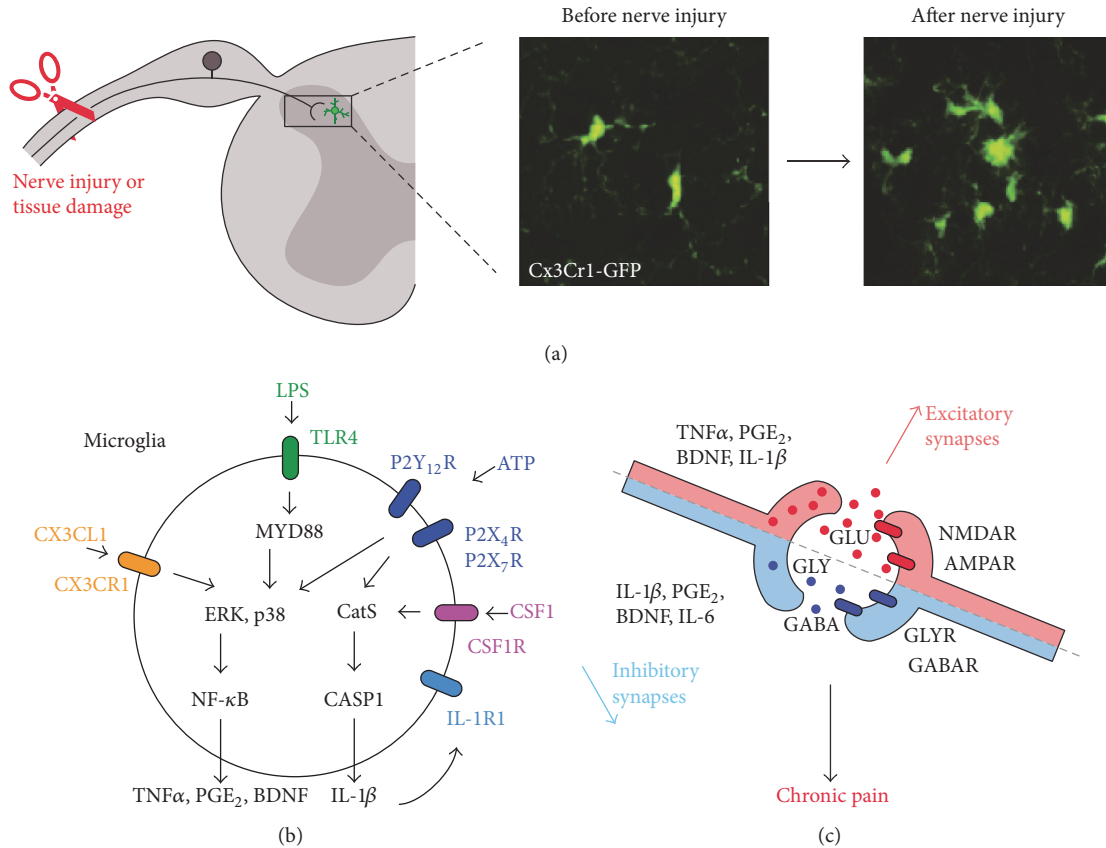 Before nerve injury
After nerve injury
Nerve injury or
tissue damage
Cx3Cr1-GFP
(a)
LPS
Microglia
TLR4
P2Y₁₂R
ATP
MYD88
P2X₄R
P2X₇R
CX3CL1
CX3CR1
ERK, p38
CatS
CSF1
CSF1R
NF-κB
CASP1
IL-1R1
TNFα, PGE₂, BDNF
IL-1β
(b)
Excitatory
synapses
TNFα, PGE₂,
BDNF, IL-1β
GLU
NMDAR
AMPAR
GLY
IL-1β, PGE₂,
BDNF, IL-6
GABA
GLYR
GABAR
Inhibitory
synapses
Chronic pain
(c)